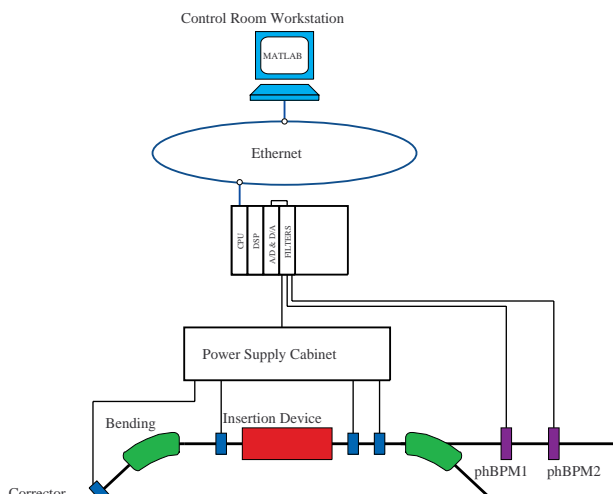 Control Room Workstation
MATLAB
Ethernet
CPU
DSP
A/D & D/A
FILTERS
Power Supply Cabinet
Bending
Insertion Device
phBPM1
phBPM2
Corrector